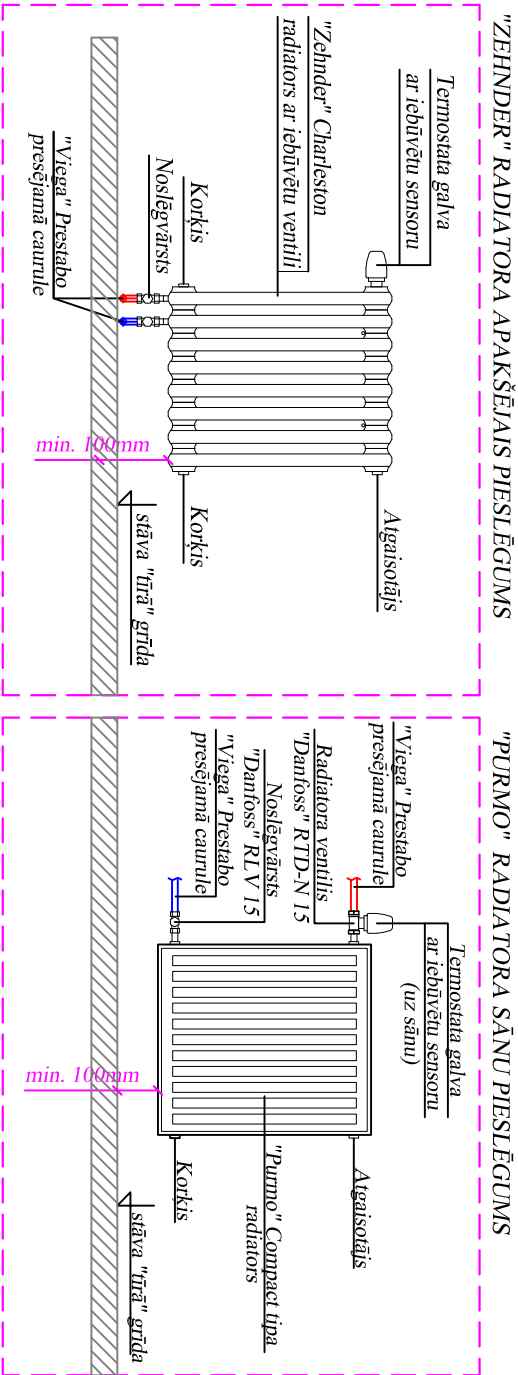 "ZEHNDER" RADIATORA APAKŠĒJAIS PIESLĒGUMS
Termostata galva
ar iebūvētu sensoru
"Zehnder" Charleston
radiators ar iebūvētu ventili
Korķis
Noslēgvārsts
"Viega" Prestabo
presējamā caurule
Atgaisotājs
Korķis
stāva "tīrā" grīda
min. 100mm
"PURMO" RADIATORA SĀNU PIESLĒGUMS
"Viega" Prestabo
presējamā caurule
Radiatora ventilis
"Danfoss" RTD-N 15
Noslēgvārsts
"Danfoss" RLV 15
"Viega" Prestabo
presējamā caurule
Termostata galva
ar iebūvētu sensoru
(uz sānu)
Atgaisotājs
"Purmo" Compact tipa
radiators
Korķis
stāva "tīrā" grīda
min. 100mm